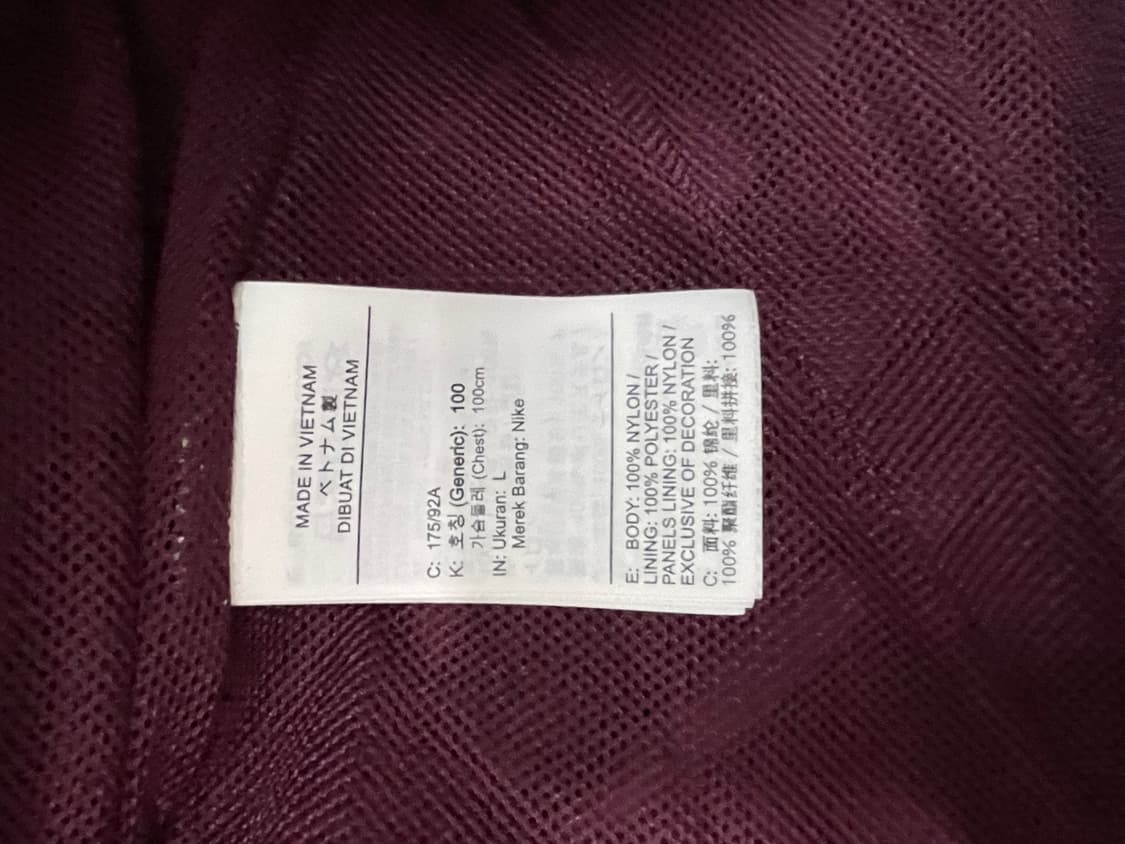 MADE IN VIETNAM
ベトナム製
DIBUAT DI VIETNAM
C: 175/92A
K: 호칭 (Generic): 100
가슴둘레 (Chest): 100cm
IN: Ukuran: L
Merek Barang: Nike
E: BODY: 100% NYLON /
LINING: 100% POLYESTER /
PANELS LINING: 100% NYLON /
EXCLUSIVE OF DECORATION
C: 面料: 100% 锦纶 / 里料:
100% 聚酯纤维 / 里料拼接: 100%